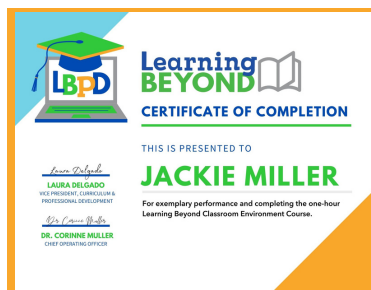 LBPD
Learning
BEYOND
CERTIFICATE OF COMPLETION
THIS IS PRESENTED TO
JACKIE MILLER
For exemplary performance and completing the one-hour
Learning Beyond Classroom Environment Course.
Laura Delgado
LAURA DELGADO
VICE PRESIDENT, CURRICULUM &
PROFESSIONAL DEVELOPMENT
Dr. Corinne Muller
DR. CORINNE MULLER
CHIEF OPERATING OFFICER